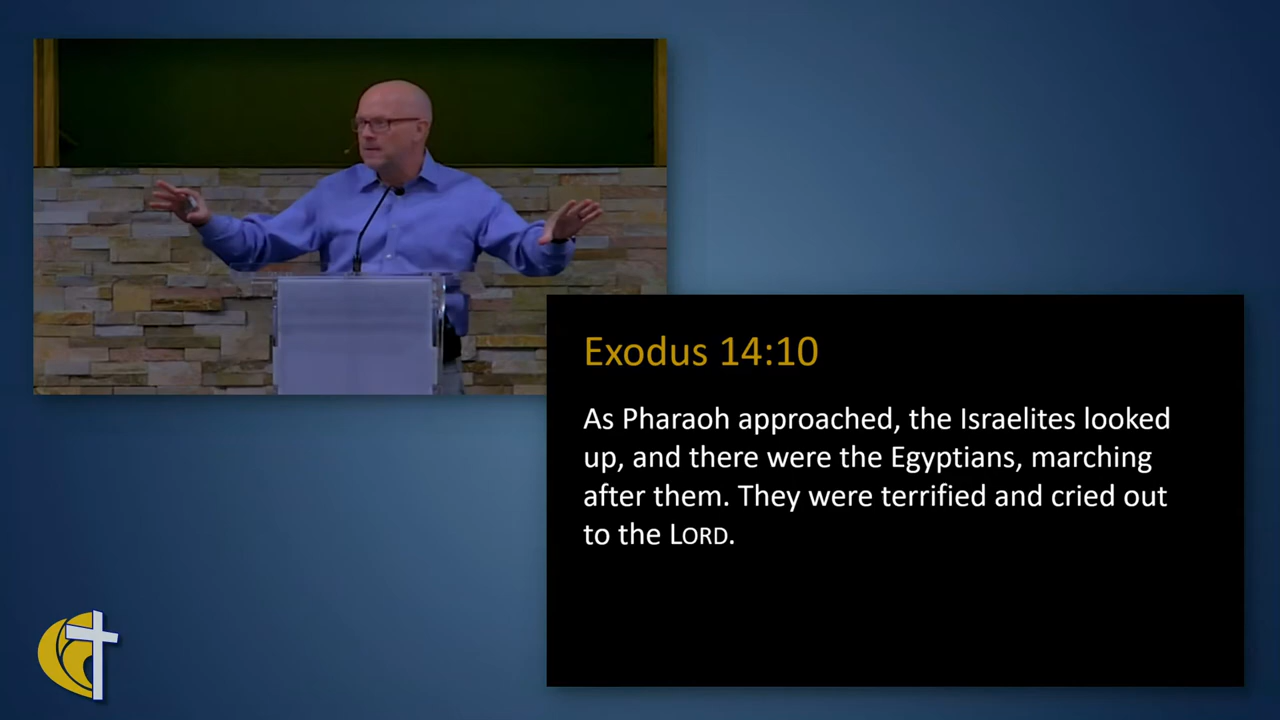 Exodus 14:10
As Pharaoh approached, the Israelites looked
up, and there were the Egyptians, marching
after them. They were terrified and cried out
to the LORD.